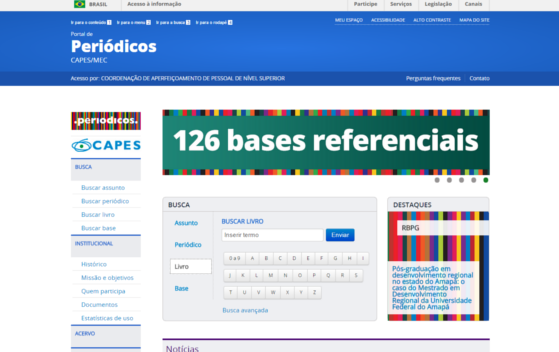 BRASIL
Acesso à informação
Participe
Serviços
Legislação
Canais
Ir para o conteúdo 1 Ir para o menu 2 Ir para a busca 3 Ir para o rodapé 4
MEU ESPAÇO ACESSIBILIDADE ALTO CONTRASTE MAPA DO SITE
Portal de
Periódicos
CAPES/MEC
Acesso por: COORDENAÇÃO DE APERFEIÇOAMENTO DE PESSOAL DE NÍVEL SUPERIOR
Perguntas frequentes
Contato
.periodicos.
CAPES
126 bases referenciais
BUSCA
Buscar assunto
Buscar periódico
Buscar livro
Buscar base
INSTITUCIONAL
Histórico
Missão e objetivos
Quem participa
Documentos
Estatísticas de uso
ACERVO
BUSCA
Assunto
Periódico
Livro
Base
BUSCAR LIVRO
Inserir termo
Enviar
0 a 9 A B C D E F G H I
J K L M N O P Q R S
T U V W X Y Z
Busca avançada
DESTAQUES
RBPG
Pós-graduação em
desenvolvimento regional
no estado do Amapá: o
caso do Mestrado em
Desenvolvimento
Regional da Universidade
Federal do Amapá
Notícias